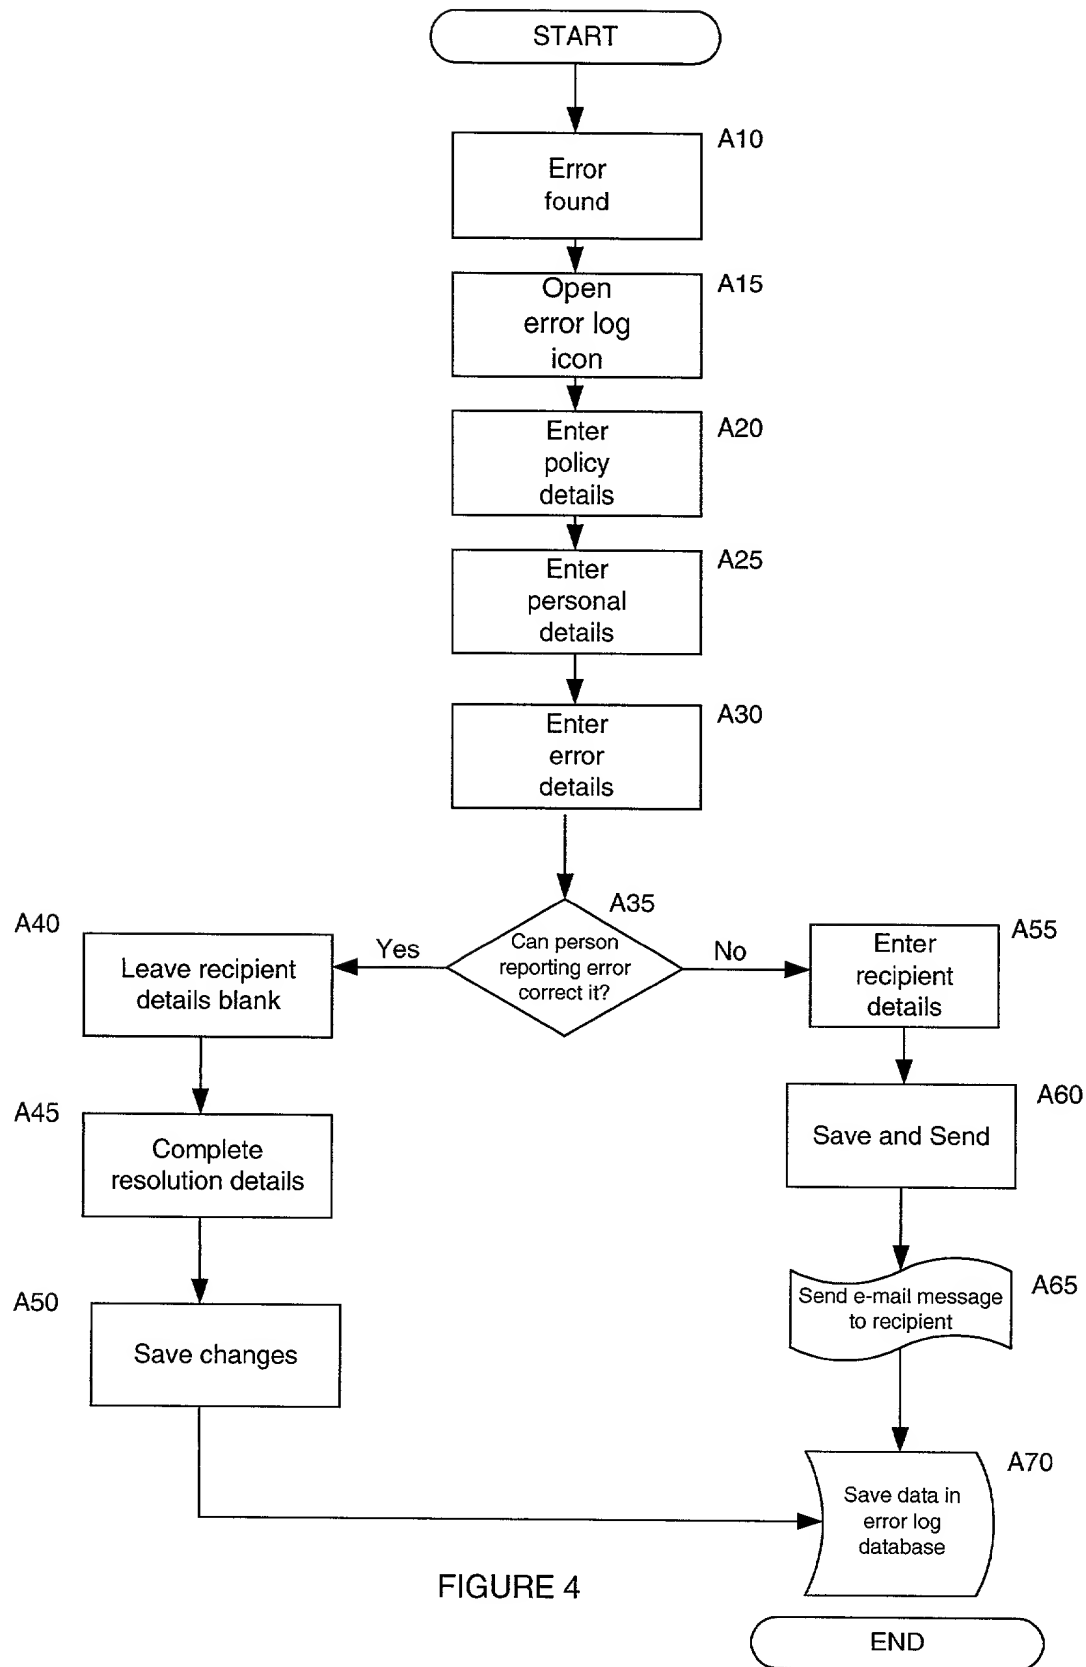 START
A10
Error
found
A15
Open
error log
icon
A20
Enter
policy
details
A25
Enter
personal
details
A30
Enter
error
details
A35
Can person
reporting error
correct it?
Yes
No
A40
Leave recipient
details blank
A45
Complete
resolution details
A50
Save changes
A55
Enter
recipient
details
A60
Save and Send
A65
Send e-mail message
to recipient
A70
Save data in
error log
database
FIGURE 4
END